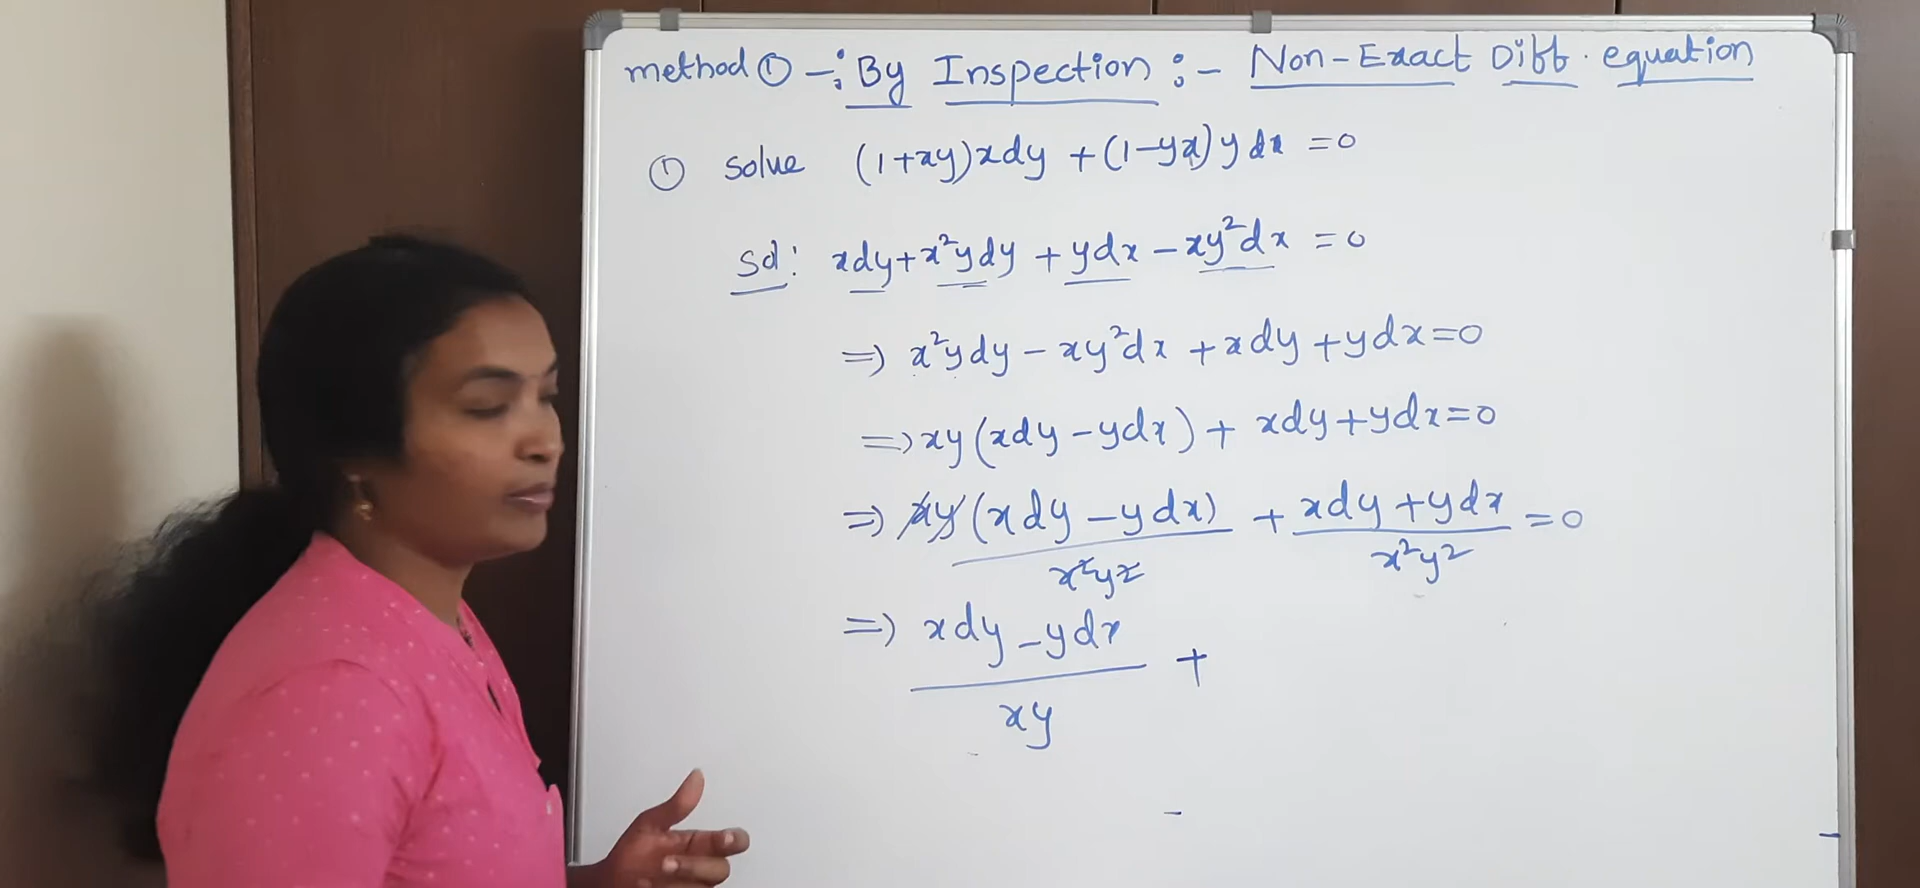 method ① -: By Inspection :- Non-Exact Diff. equation
① solve (1+xy)xdy +(1-yx)ydx =0
Sol: xdy+x²ydy +ydx -xy²dx =0
=> x²ydy - xy²dx +xdy +ydx=0
=> xy(xdy -ydx) + xdy+ydx=0
=> xy(xdy -ydx)/x²y² + xdy +ydx/x²y² =0
=> xdy -ydx/xy +